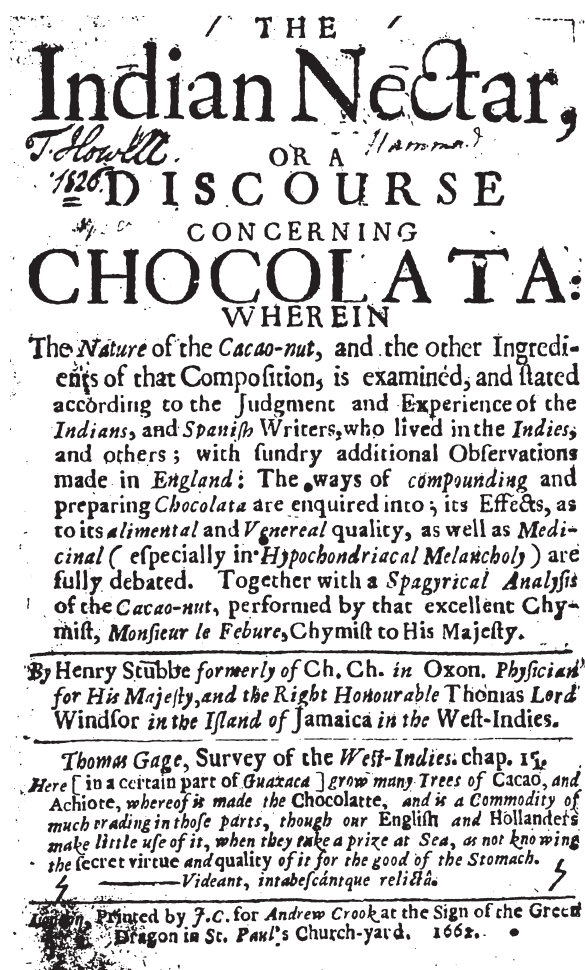 THE
Indian Nectar,
T. Howell.
OR A
1826.
DISCOURSE
CONCERNING
CHOCOLATA:
WHEREIN
The Nature of the Cacao-nut, and the other Ingredi-
ents of that Compoſition, is examined, and ſtated
according to the Judgment and Experience of the
Indians, and Spaniſh Writers, who lived in the Indies,
and others; with ſundry additional Obſervations
made in England: The ways of compounding and
preparing Chocolata are enquired into; its Effects, as
to its alimental and Venereal quality, as well as Medi-
cinal (eſpecially in Hypochondriacal Melancholy) are
fully debated. Together with a Spagyrical Analyſis
of the Cacao-nut, performed by that excellent Chy-
miſt, Monſieur le Febure, Chymiſt to His Majeſty.
By Henry Stubbe formerly of Ch. Ch. in Oxon. Phyſician
for His Majeſty, and the Right Honourable Thomas Lord
Windſor in the Iſland of Jamaica in the Weſt-Indies.
Thomas Gage, Survey of the Weſt-Indies. chap. 15.
Here [in a certain part of Guaxaca] grow many Trees of Cacao, and
Achiote, whereof is made the Chocolatte, and is a Commodity of
much trading in thoſe parts, though our Engliſh and Hollanders
make little uſe of it, when they take a prize at Sea, as not knowing
the ſecret virtue and quality of it for the good of the Stomach.
Videant, intabeſcántque relictâ.
London, Printed by J.C. for Andrew Crook at the Sign of the Green
Dragon in St. Paul's Church-yard. 1662.